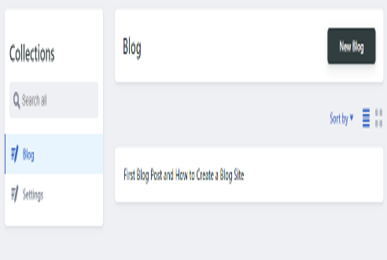 Collections
Search all
Blog
Settings
Blog
New Blog
Sort by
First Blog Post and How to Create a Blog Site